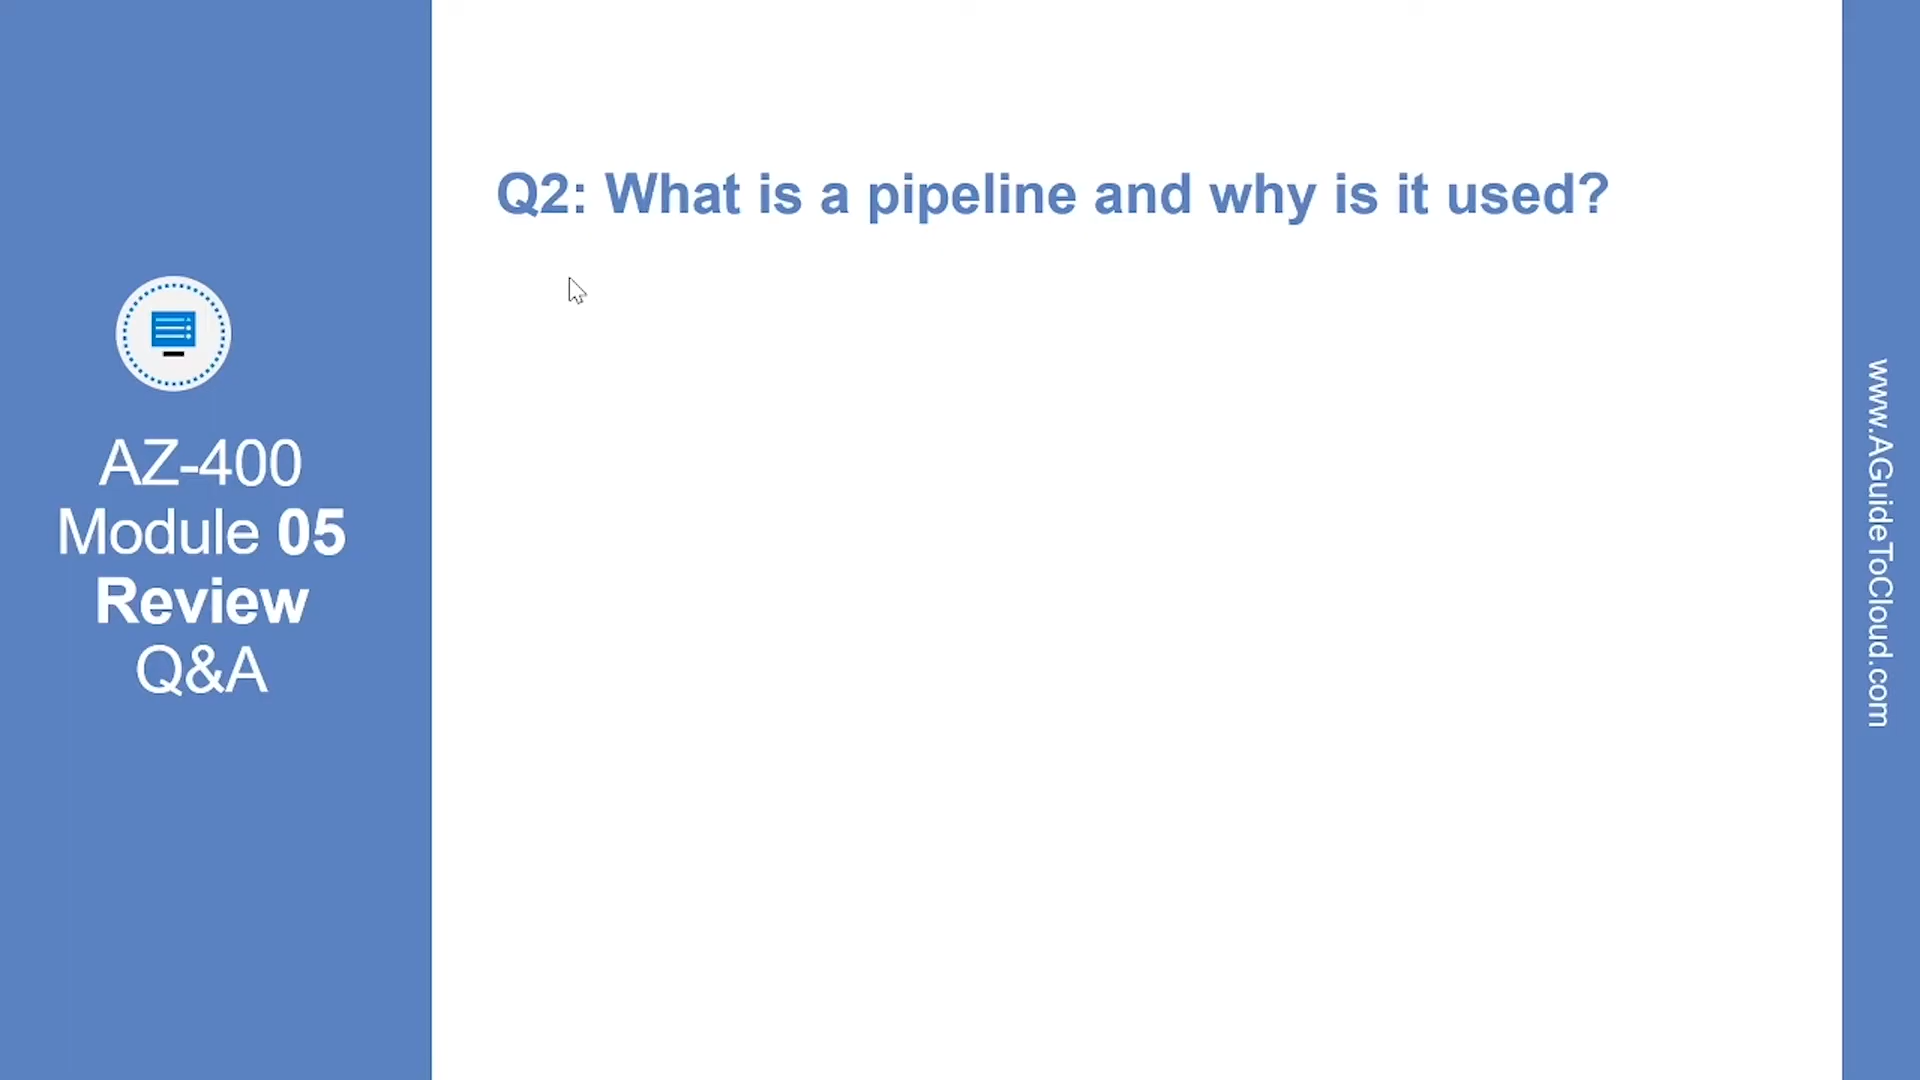 AZ-400
Module 05
Review
Q&A
Q2: What is a pipeline and why is it used?
www.AGuideToCloud.com